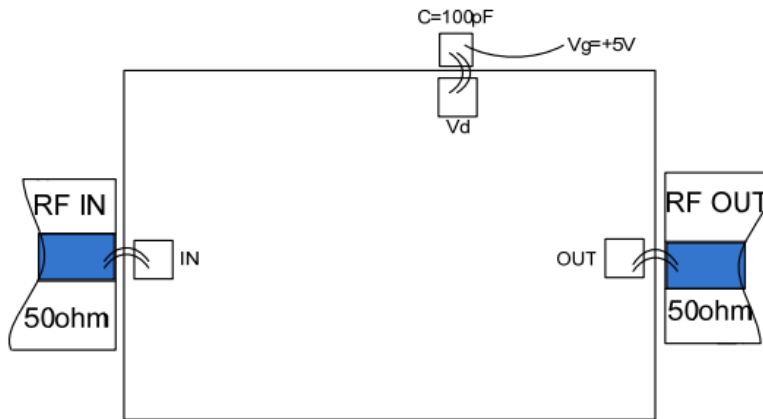 C=100pF
Vg=+5V
Vd
RF IN
IN
50ohm
RF OUT
OUT
50ohm